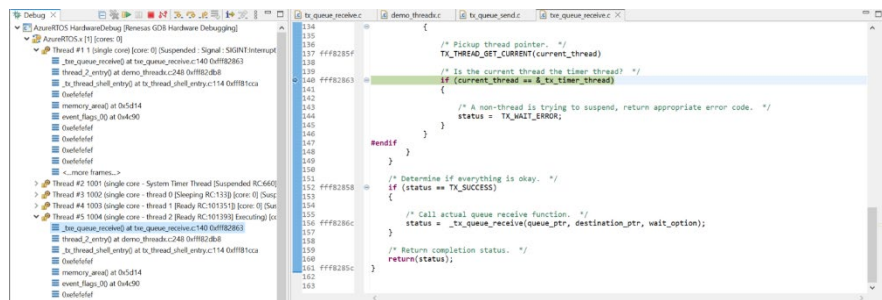 Debug
AzureRTOS HardwareDebug [Renesas GDB Hardware Debugging]
AzureRTOS.x [1] [cores: 0]
Thread #1 1 (single core) [core: 0] (Suspended : Signal : SIGINT:Interrupt
_txe_queue_receive() at txe_queue_receive.c:140 0xfff82863
thread_2_entry() at demo_threadx.c:248 0xfff82db8
_tx_thread_shell_entry() at tx_thread_shell_entry.c:114 0xfff81cca
0xefefefef
memory_area() at 0x5d14
event_flags_0() at 0x4c90
0xefefefef
0xefefefef
0xefefefef
0xefefefef
<...more frames...>
Thread #2 1001 (single core - System Timer Thread [Suspended RC:660]
Thread #3 1002 (single core - thread 0 [Sleeping RC:133]) [core: 0] (Susp
Thread #4 1003 (single core - thread 1 [Ready RC:101351]) [core: 0] (Sus
Thread #5 1004 (single core - thread 2 [Ready RC:101393] Executing) [co
_txe_queue_receive() at txe_queue_receive.c:140 0xfff82863
thread_2_entry() at demo_threadx.c:248 0xfff82db8
_tx_thread_shell_entry() at tx_thread_shell_entry.c:114 0xfff81cca
0xefefefef
memory_area() at 0x5d14
event_flags_0() at 0x4c90
0xefefefef
tx_queue_receive.c
demo_threadx.c
tx_queue_send.c
txe_queue_receive.c
134 {
135
136 /* Pickup thread pointer. */
137 fff8285f TX_THREAD_GET_CURRENT(current_thread)
138
139 /* Is the current thread the timer thread? */
140 fff82863 if (current_thread == &_tx_timer_thread)
141 {
142
143 /* A non-thread is trying to suspend, return appropriate error code. */
144 status = TX_WAIT_ERROR;
145 }
146 }
147 #endif
148 }
149 }
150
151 /* Determine if everything is okay. */
152 fff82858 if (status == TX_SUCCESS)
153 {
154
155 /* Call actual queue receive function. */
156 fff8286c status = _tx_queue_receive(queue_ptr, destination_ptr, wait_option);
157 }
158
159 /* Return completion status. */
160 return(status);
161 fff8285c }
162
163